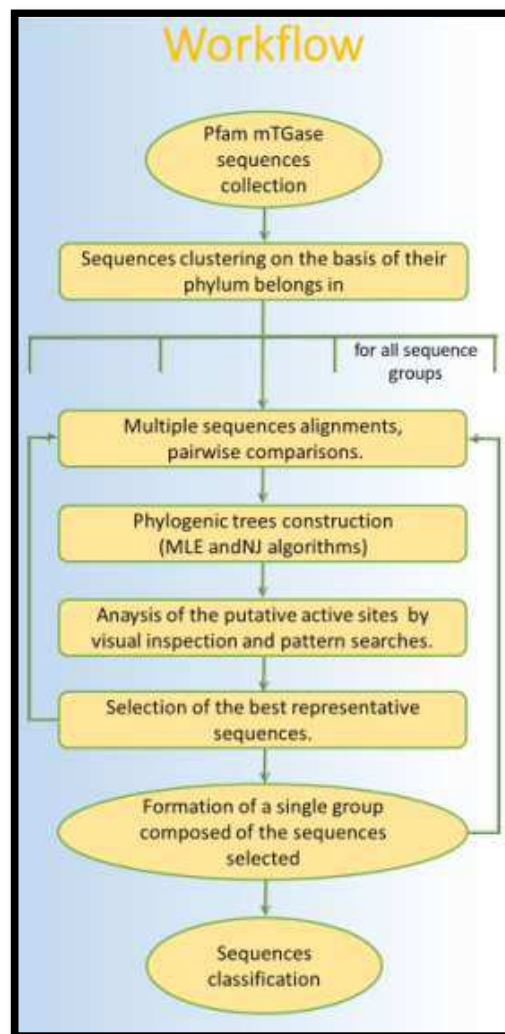 Workflow
Pfam mTGase
sequences
collection
Sequences clustering on the basis of their
phylum belongs in
for all sequence
groups
Multiple sequences alignments,
pairwise comparisons.
Phylogenic trees construction
(MLE andNJ algorithms)
Anaysis of the putative active sites by
visual inspection and pattern searches.
Selection of the best representative
sequences.
Formation of a single group
composed of the sequences
selected
Sequences
classification